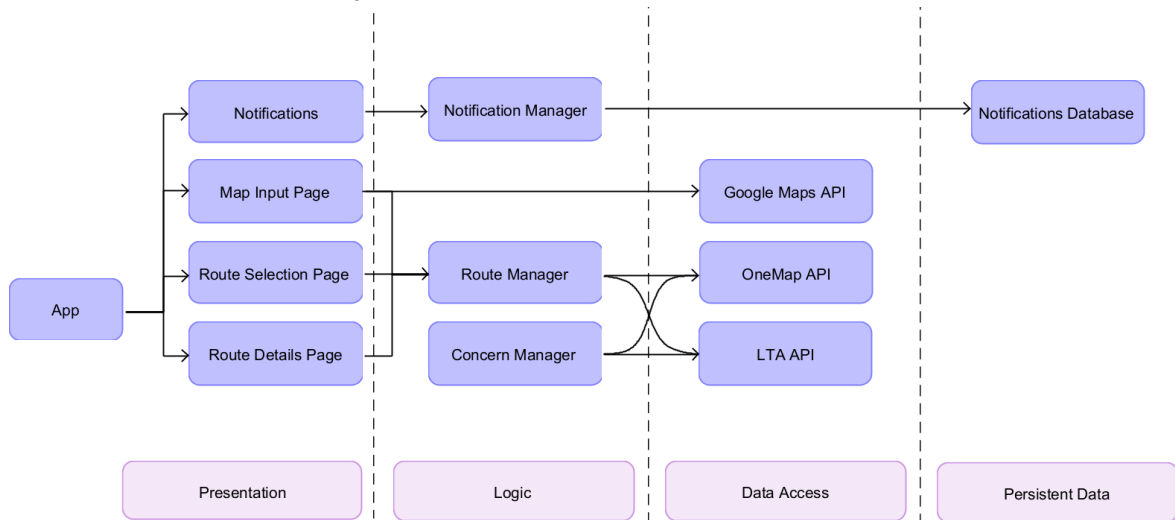 Notifications
Notification Manager
Notifications Database
Map Input Page
Google Maps API
Route Selection Page
Route Manager
OneMap API
App
Route Details Page
Concern Manager
LTA API
Presentation
Logic
Data Access
Persistent Data